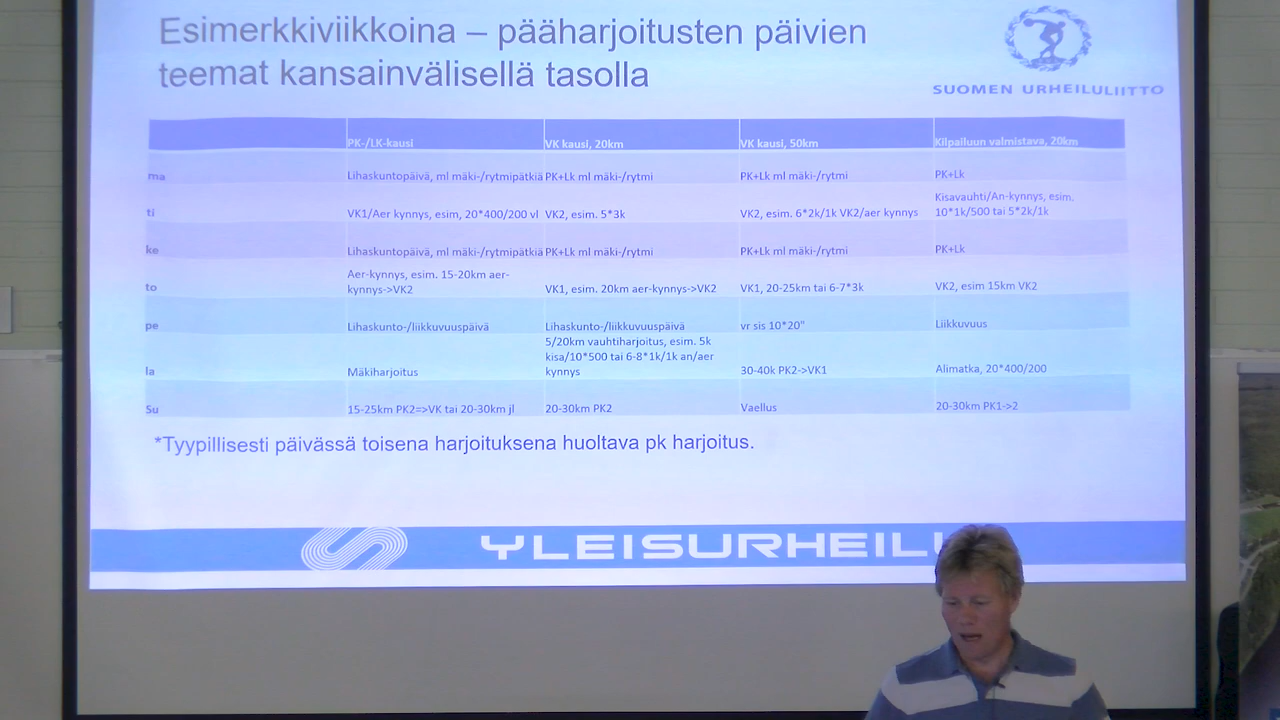 Esimerkkiviikkoina – pääharjoitusten päivien
teemat kansainvälisellä tasolla
SUOMEN URHEILULIITTO
PK-/LK-kausi VK kausi, 20km VK kausi, 50km Kilpailuun valmistava, 20km
ma Lihaskuntopäivä, ml mäki-/rytmipätkiä PK+Lk ml mäki-/rytmi PK+Lk ml mäki-/rytmi PK+Lk
ti VK1/Aer kynnys, esim, 20*400/200 vl VK2, esim. 5*3k VK2, esim. 6*2k/1k VK2/aer kynnys Kisavauhti/An-kynnys, esim.
10*1k/500 tai 5*2k/1k
ke Lihaskuntopäivä, ml mäki-/rytmipätkiä PK+Lk ml mäki-/rytmi PK+Lk ml mäki-/rytmi PK+Lk
to Aer-kynnys, esim. 15-20km aer-
kynnys->VK2 VK1, esim. 20km aer-kynnys->VK2 VK1, 20-25km tai 6-7*3k VK2, esim 15km VK2
pe Lihaskunto-/liikkuvuuspäivä Lihaskunto-/liikkuvuuspäivä vr sis 10*20" Liikkuvuus
la Mäkiharjoitus 5/20km vauhtiharjoitus, esim. 5k
kisa/10*500 tai 6-8*1k/1k an/aer
kynnys 30-40k PK2->VK1 Alimatka, 20*400/200
Su 15-25km PK2=>VK tai 20-30km jl 20-30km PK2 Vaellus 20-30km PK1->2
*Tyypillisesti päivässä toisena harjoituksena huoltava pk harjoitus.
YLEISURHEILU